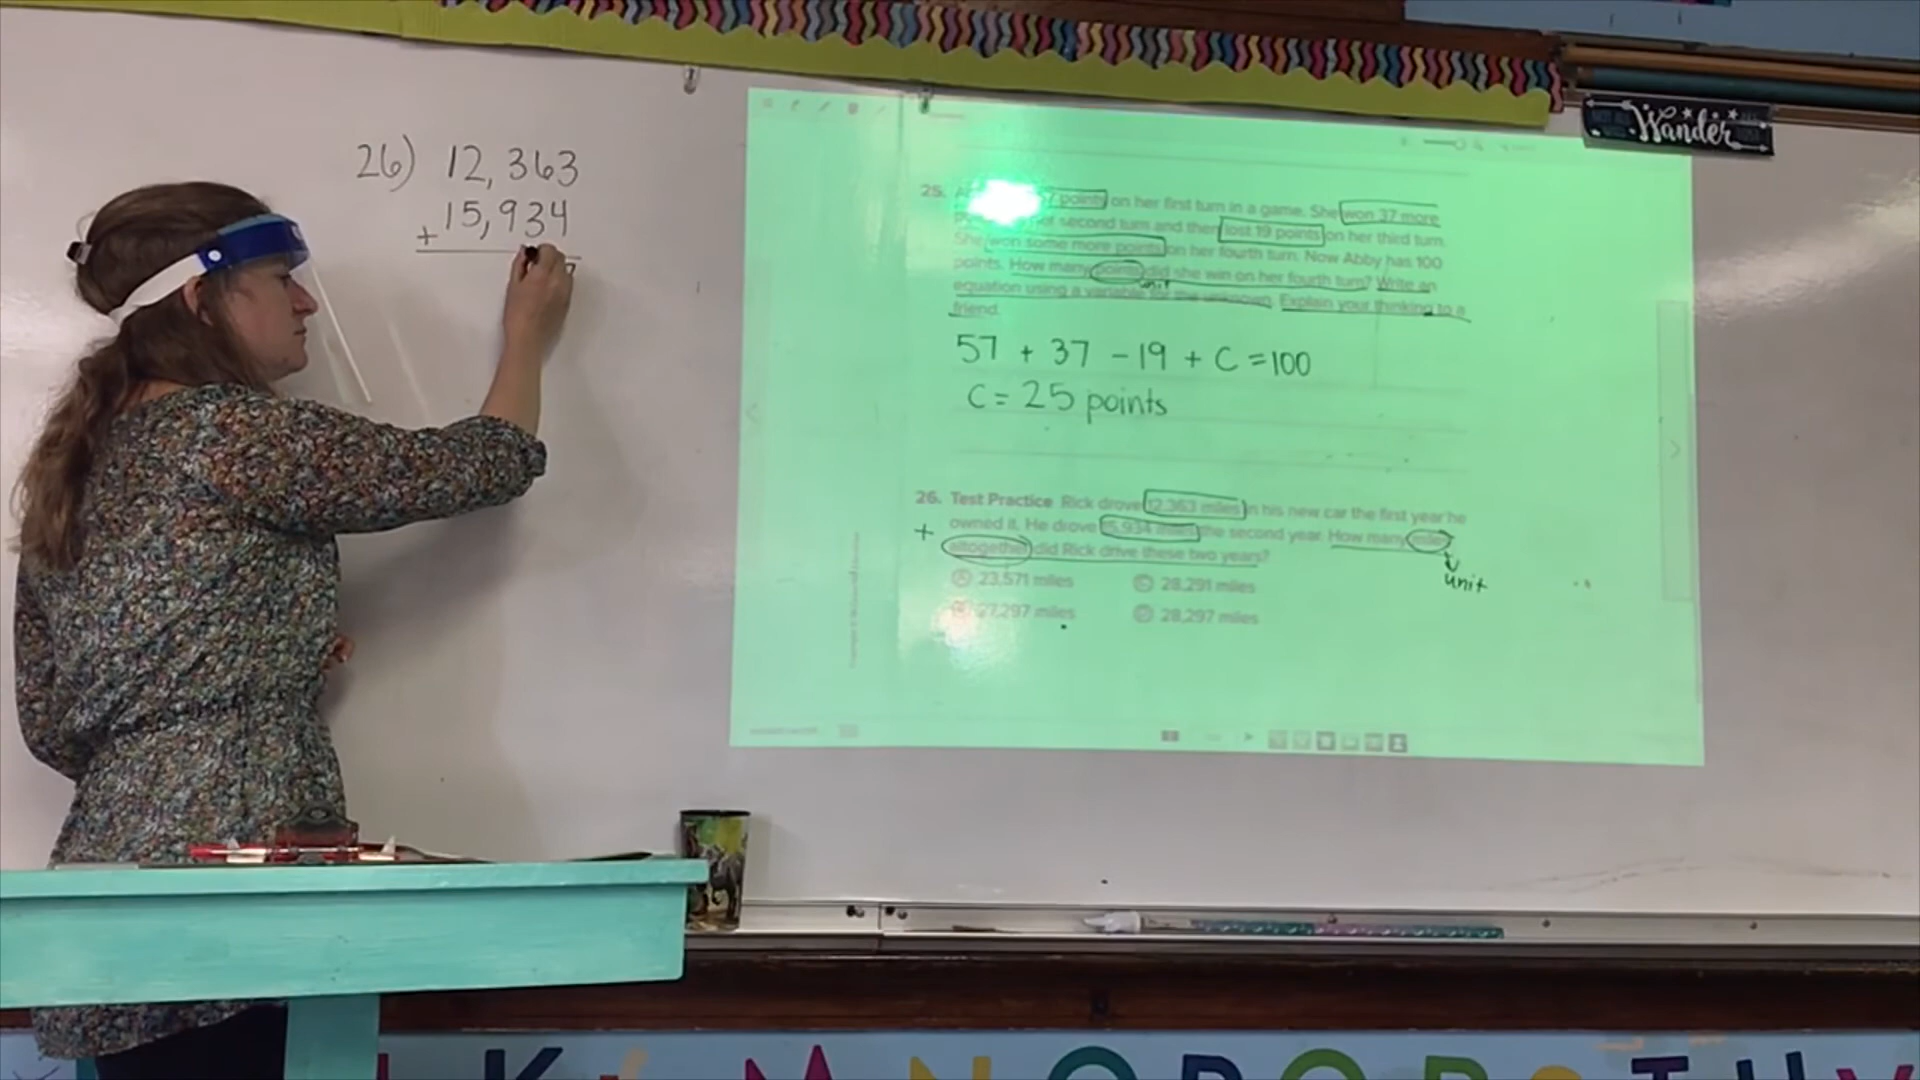 26) 12,363
+ 15,934
7
Wander
25. 7 points on her first turn in a game. She won 37 more
second turn and then lost 19 points on her third turn.
She won some more points on her fourth turn. Now Abby has 100
points. How many points did she win on her fourth turn? Write an
unit
equation using a variable for the unknown. Explain your thinking to a
friend.
57 + 37 - 19 + C = 100
C = 25 points
26. Test Practice Rick drove 12,363 miles in his new car the first year he
+ owned it. He drove 15,934 miles the second year. How many miles
altogether did Rick drive these two years?
unit
A 23,571 miles C 28,291 miles
B 27,297 miles D 28,297 miles